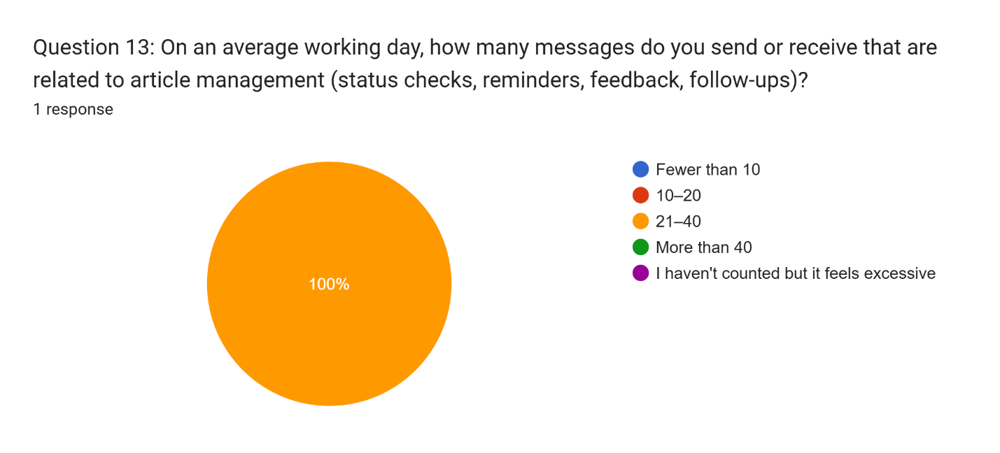 Question 13: On an average working day, how many messages do you send or receive that are
related to article management (status checks, reminders, feedback, follow-ups)?
1 response
100%
Fewer than 10
10–20
21–40
More than 40
I haven't counted but it feels excessive